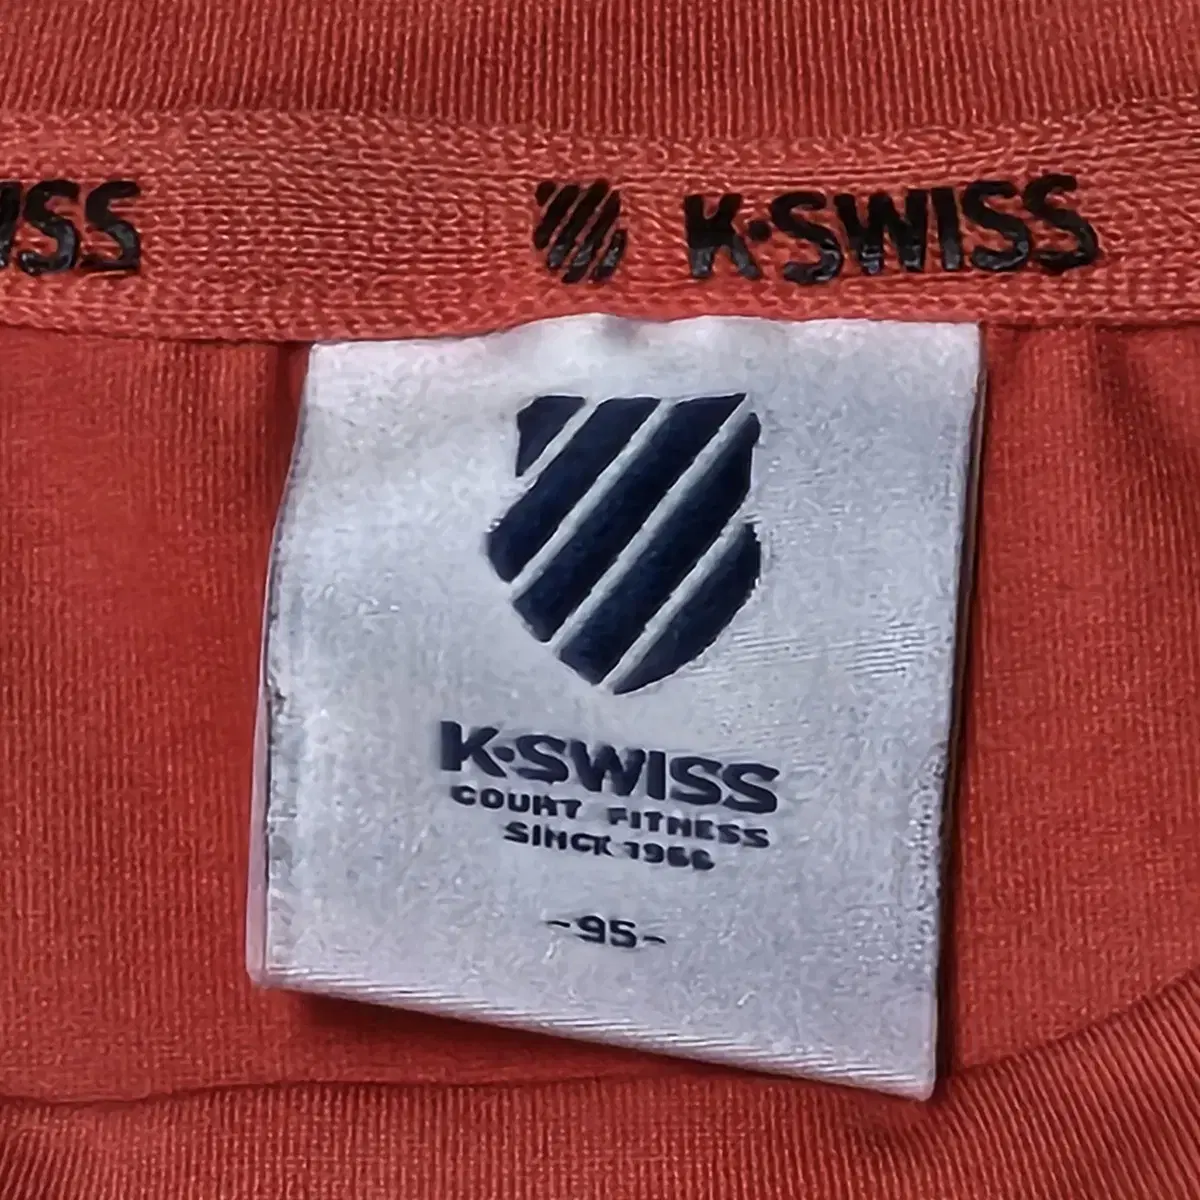 ISS K·SWISS
K·SWISS
COURT FITNESS
SINCE 1966
-95-